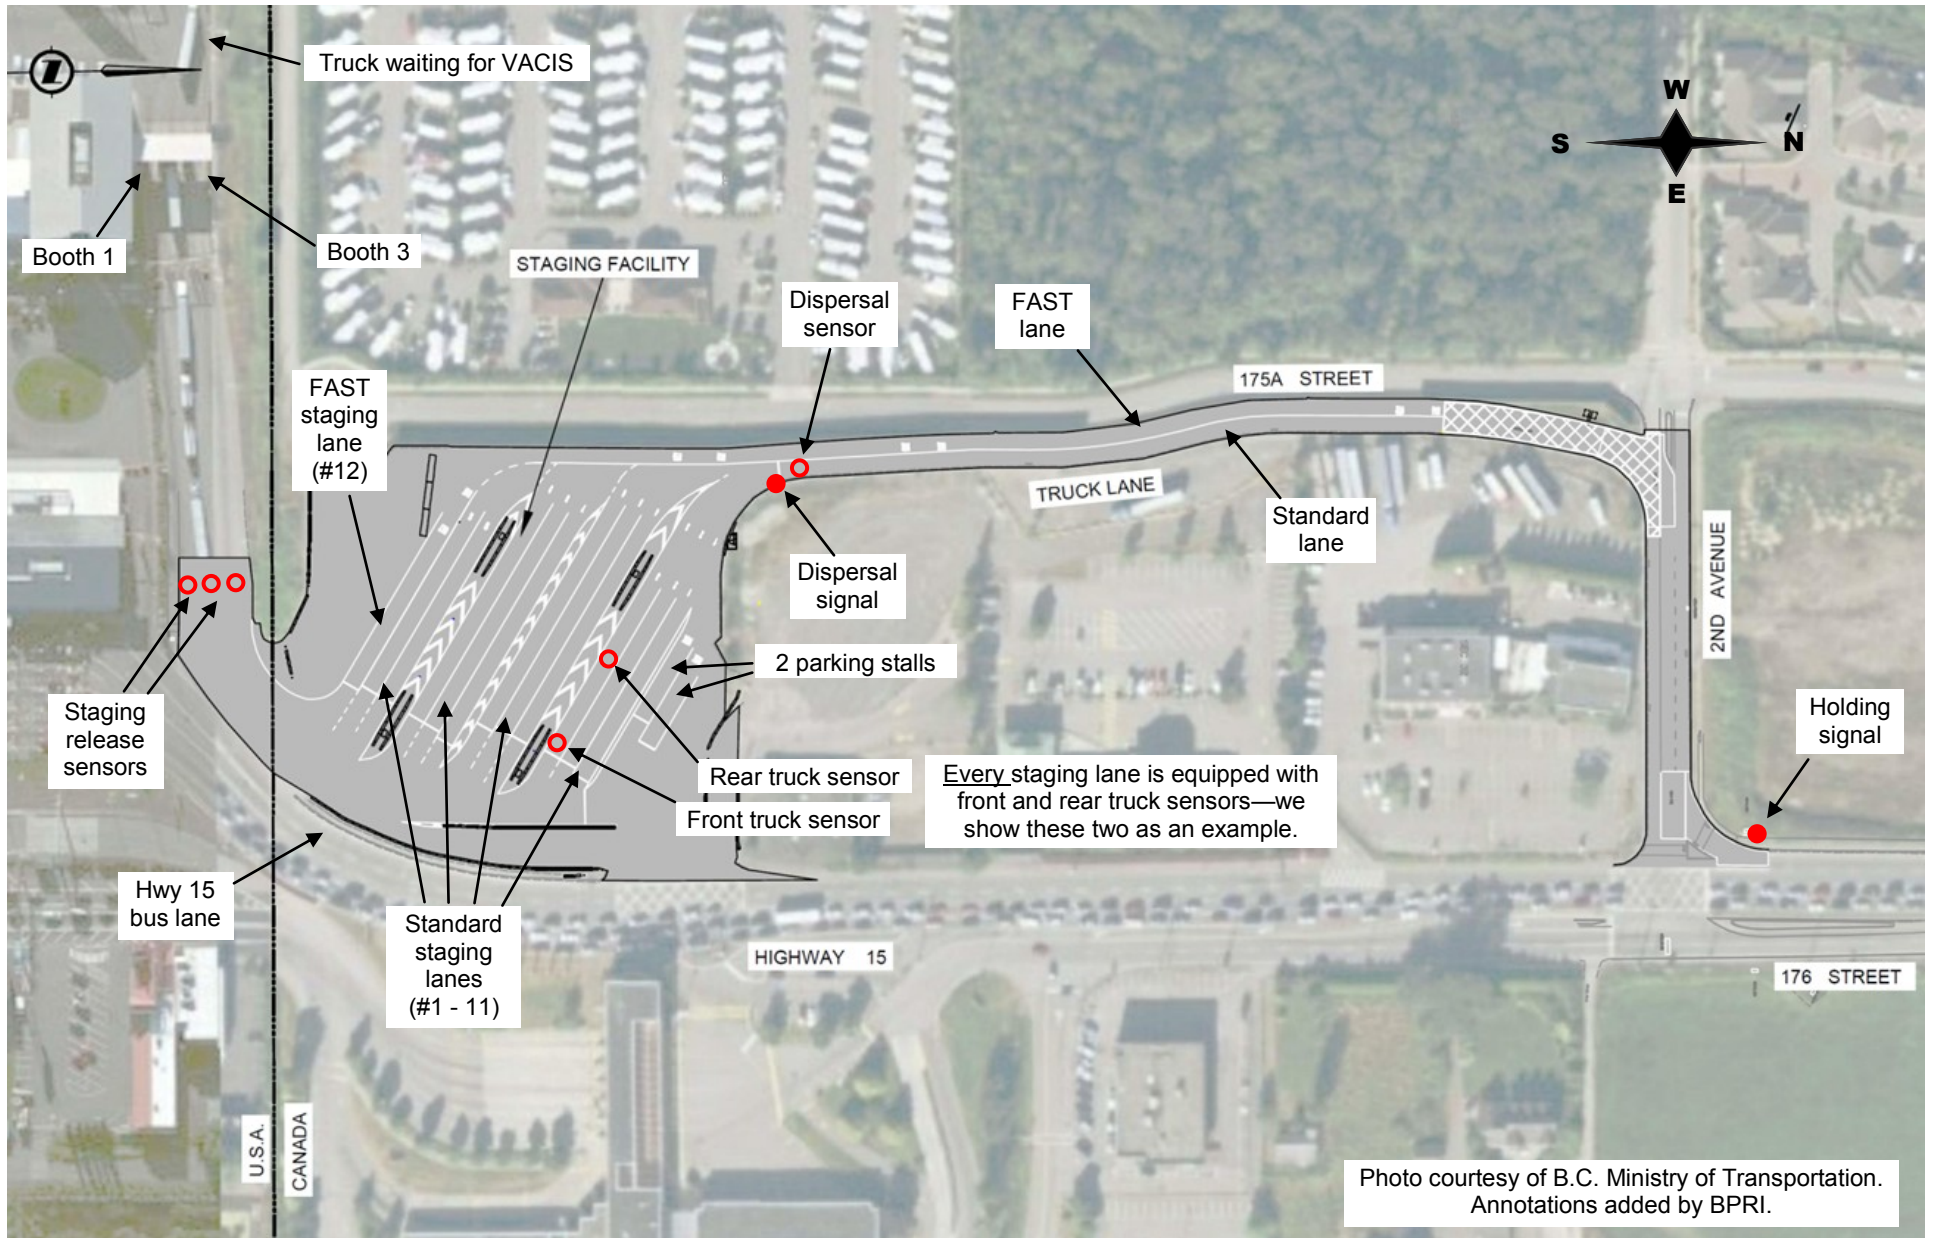 Truck waiting for VACIS
W
S
N
E
Booth 1
Booth 3
STAGING FACILITY
Dispersal
sensor
FAST
lane
175A STREET
FAST
staging
lane
(#12)
TRUCK LANE
Standard
lane
Dispersal
signal
2ND AVENUE
2 parking stalls
Staging
release
sensors
Holding
signal
Rear truck sensor
Front truck sensor
Every staging lane is equipped with
front and rear truck sensors—we
show these two as an example.
Hwy 15
bus lane
Standard
staging
lanes
(#1 - 11)
HIGHWAY 15
176 STREET
U.S.A.
CANADA
Photo courtesy of B.C. Ministry of Transportation.
Annotations added by BPRI.